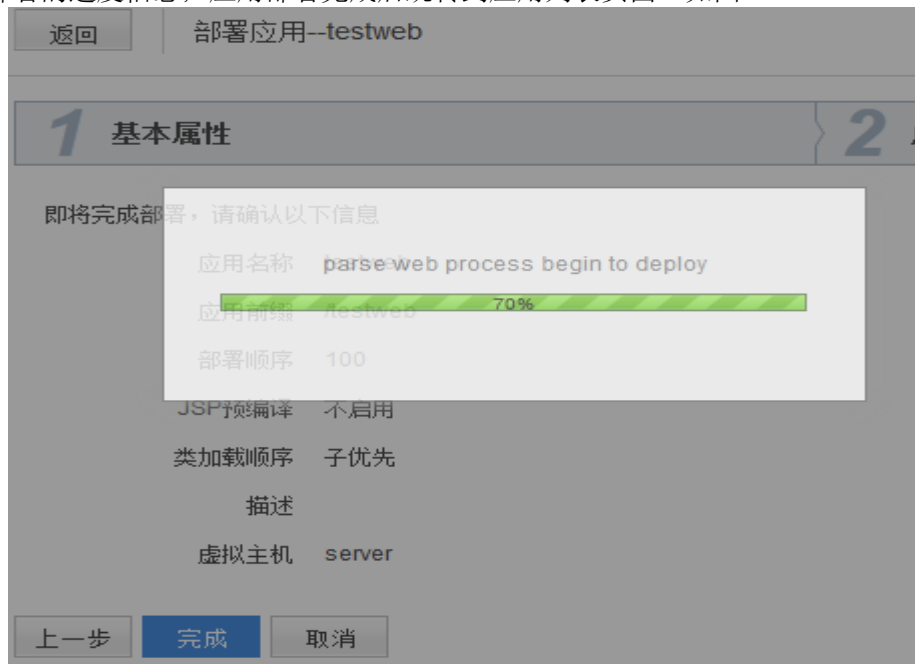 返回 部署应用--testweb
1 基本属性 2
即将完成部署，请确认以下信息
parse web process begin to deploy
70%
应用名称 testweb
应用前缀 /testweb
部署顺序 100
JSP预编译 不启用
类加载顺序 子优先
描述
虚拟主机 server
上一步 完成 取消